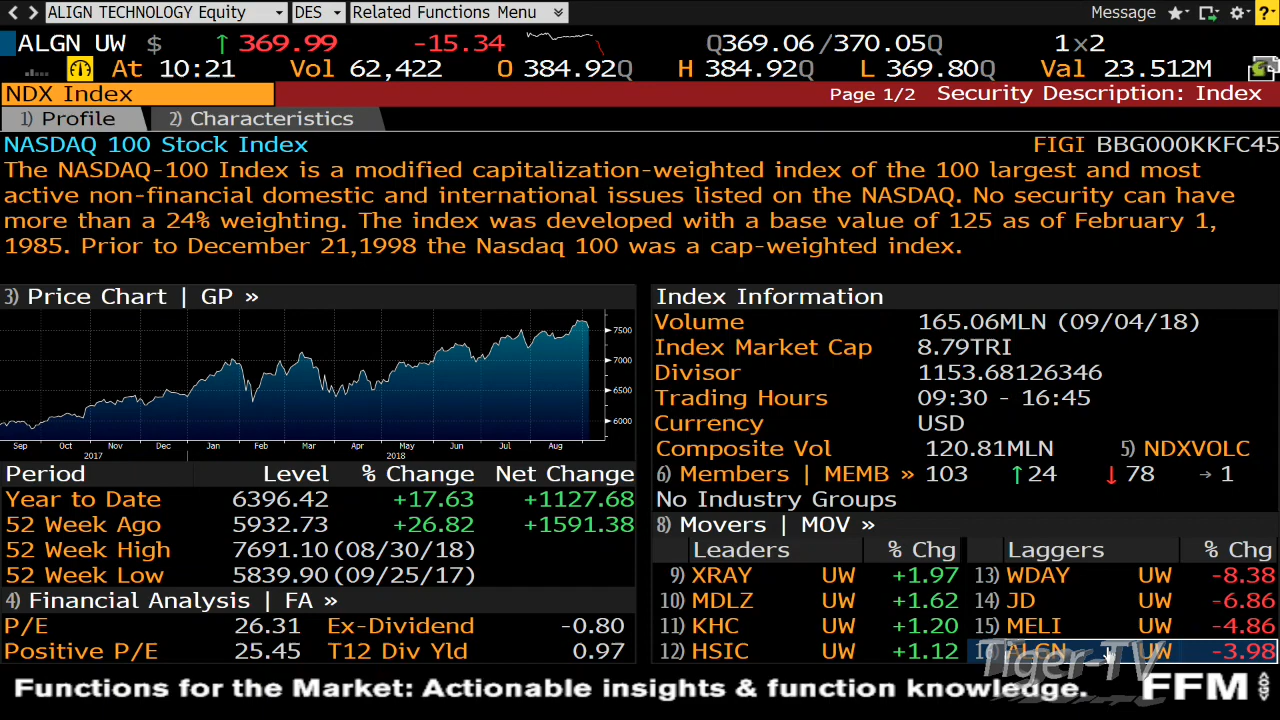 ALIGN TECHNOLOGY Equity DES Related Functions Menu Message ?
ALGN UW $ ↑ 369.99 -15.34 Q369.06 /370.05Q 1×2
At 10:21 Vol 62,422 O 384.92Q H 384.92Q L 369.80Q Val 23.512M
NDX Index Page 1/2 Security Description: Index
1) Profile 2) Characteristics
NASDAQ 100 Stock Index FIGI BBG000KKFC45
The NASDAQ-100 Index is a modified capitalization-weighted index of the 100 largest and most
active non-financial domestic and international issues listed on the NASDAQ. No security can have
more than a 24% weighting. The index was developed with a base value of 125 as of February 1,
1985. Prior to December 21,1998 the Nasdaq 100 was a cap-weighted index.
3) Price Chart | GP »
7500
7000
6500
6000
Sep Oct Nov Dec Jan Feb Mar Apr May Jun Jul Aug
2017 2018
Period Level % Change Net Change
Year to Date 6396.42 +17.63 +1127.68
52 Week Ago 5932.73 +26.82 +1591.38
52 Week High 7691.10 (08/30/18)
52 Week Low 5839.90 (09/25/17)
4) Financial Analysis | FA »
P/E 26.31 Ex-Dividend -0.80
Positive P/E 25.45 T12 Div Yld 0.97
Index Information
Volume 165.06MLN (09/04/18)
Index Market Cap 8.79TRI
Divisor 1153.68126346
Trading Hours 09:30 - 16:45
Currency USD
Composite Vol 120.81MLN 5) NDXVOLC
6) Members | MEMB » 103 ↑24 ↓78 → 1
No Industry Groups
8) Movers | MOV »
Leaders % Chg Laggers % Chg
9) XRAY UW +1.97 13) WDAY UW -8.38
10) MDLZ UW +1.62 14) JD UW -6.86
11) KHC UW +1.20 15) MELI UW -4.86
12) HSIC UW +1.12 16) ALGN UW -3.98
Tiger-TV
Functions for the Market: Actionable insights & function knowledge. FFM